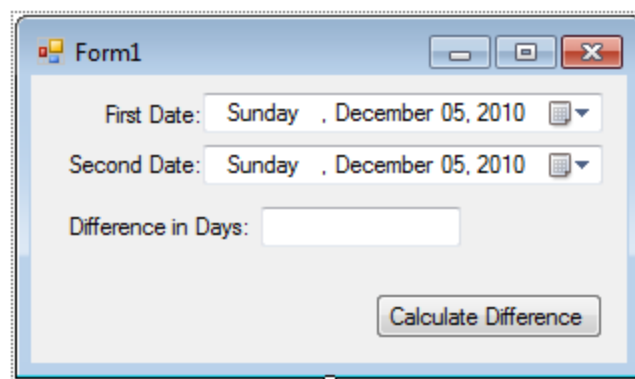 Form1
First Date: Sunday , December 05, 2010
Second Date: Sunday , December 05, 2010
Difference in Days:
Calculate Difference